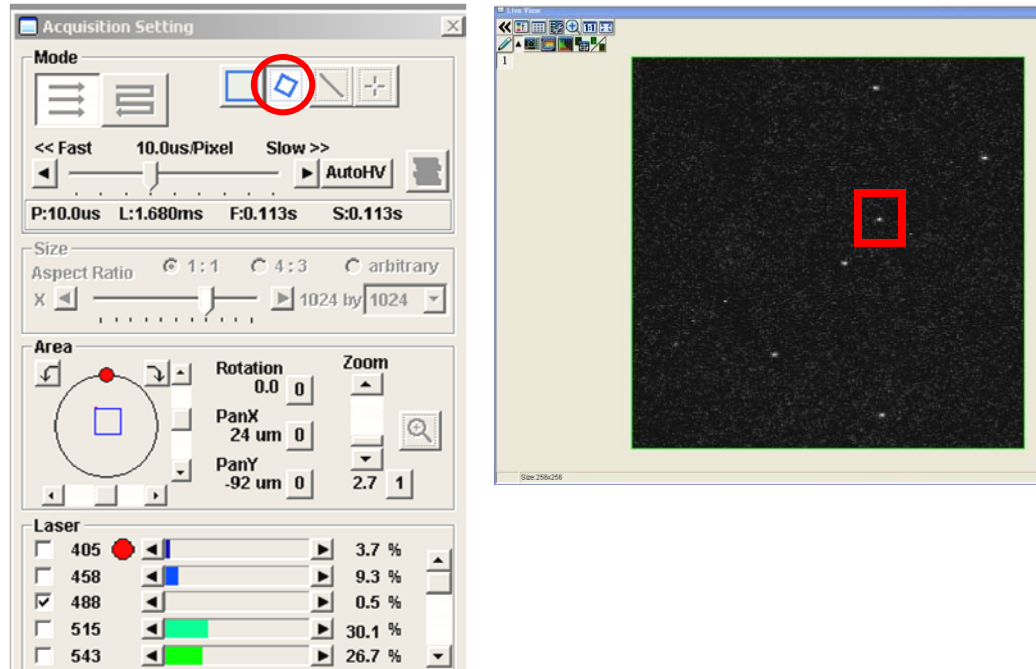 Acquisition Setting
Mode
<< Fast 10.0us/Pixel Slow >>
AutoHV
P:10.0us L:1.680ms F:0.113s S:0.113s
Size
Aspect Ratio 1:1 4:3 arbitrary
X 1024 by 1024
Area
Rotation Zoom
0.0 0
PanX
24 um 0
PanY
-92 um 0 2.7 1
Laser
405 3.7 %
458 9.3 %
488 0.5 %
515 30.1 %
543 26.7 %
Live View
1
Size:256x256